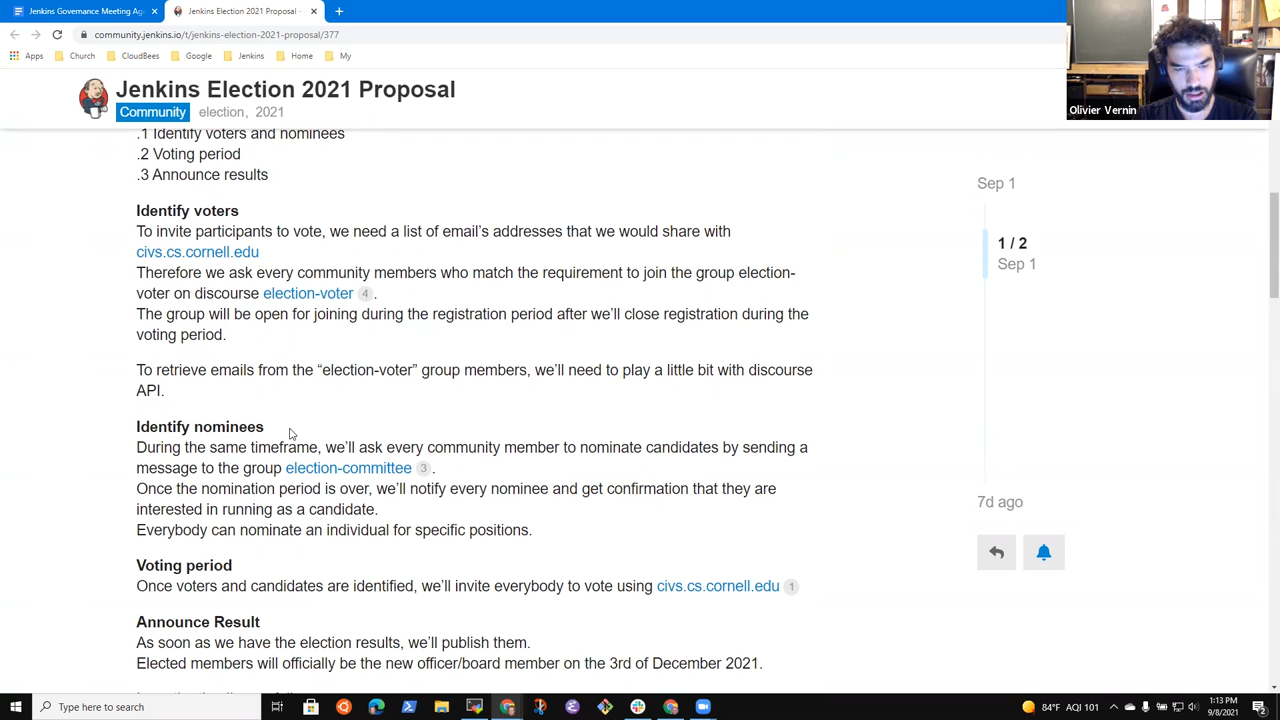 Jenkins Governance Meeting Age
Jenkins Election 2021 Proposal -
community.jenkins.io/t/jenkins-election-2021-proposal/377
Apps
Church
CloudBees
Google
Jenkins
Home
My
Olivier Vernin
Jenkins Election 2021 Proposal
Community election, 2021
.1 Identify voters and nominees
.2 Voting period
.3 Announce results
Identify voters
To invite participants to vote, we need a list of email's addresses that we would share with
civs.cs.cornell.edu
Therefore we ask every community members who match the requirement to join the group election-
voter on discourse election-voter 4 .
The group will be open for joining during the registration period after we'll close registration during the
voting period.
To retrieve emails from the “election-voter” group members, we'll need to play a little bit with discourse
API.
Identify nominees
During the same timeframe, we'll ask every community member to nominate candidates by sending a
message to the group election-committee 3 .
Once the nomination period is over, we'll notify every nominee and get confirmation that they are
interested in running as a candidate.
Everybody can nominate an individual for specific positions.
Voting period
Once voters and candidates are identified, we'll invite everybody to vote using civs.cs.cornell.edu 1
Announce Result
As soon as we have the election results, we'll publish them.
Elected members will officially be the new officer/board member on the 3rd of December 2021.
Sep 1
1 / 2
Sep 1
7d ago
Type here to search
84°F AQI 101
1:13 PM
9/8/2021
2